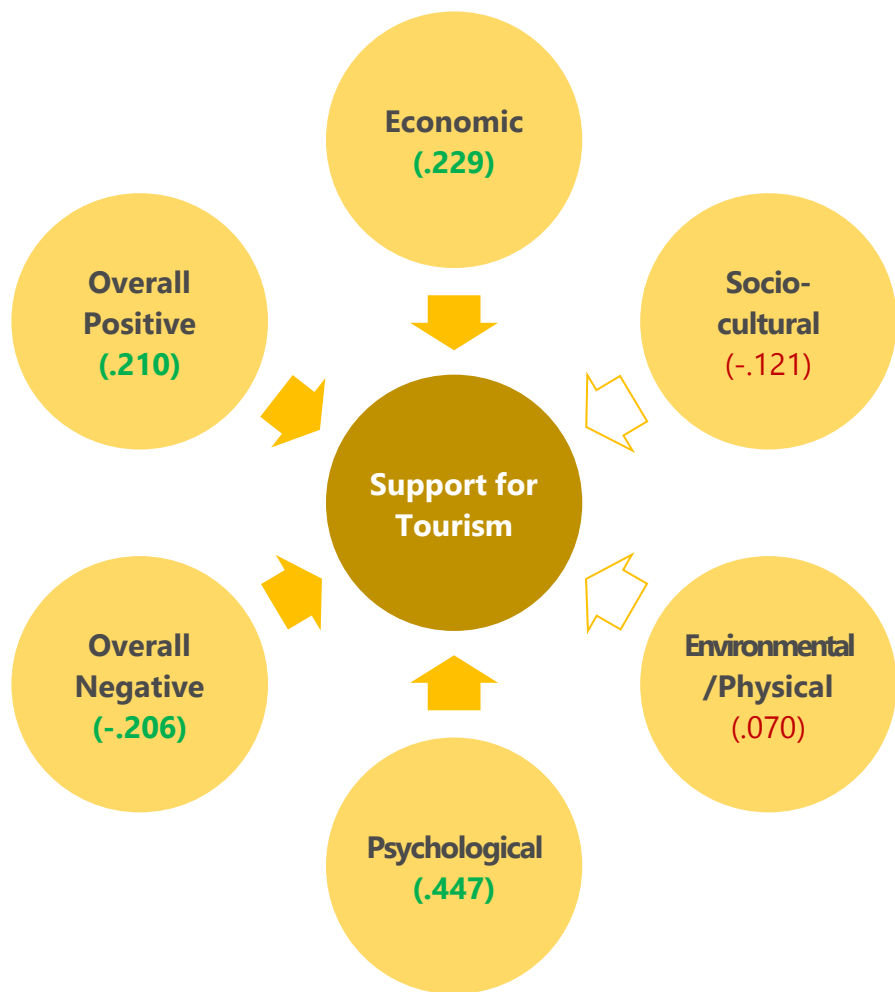 Economic
(.229)
Overall
Positive
(.210)
Socio-
cultural
(-.121)
Support for
Tourism
Overall
Negative
(-.206)
Environmental
/Physical
(.070)
Psychological
(.447)